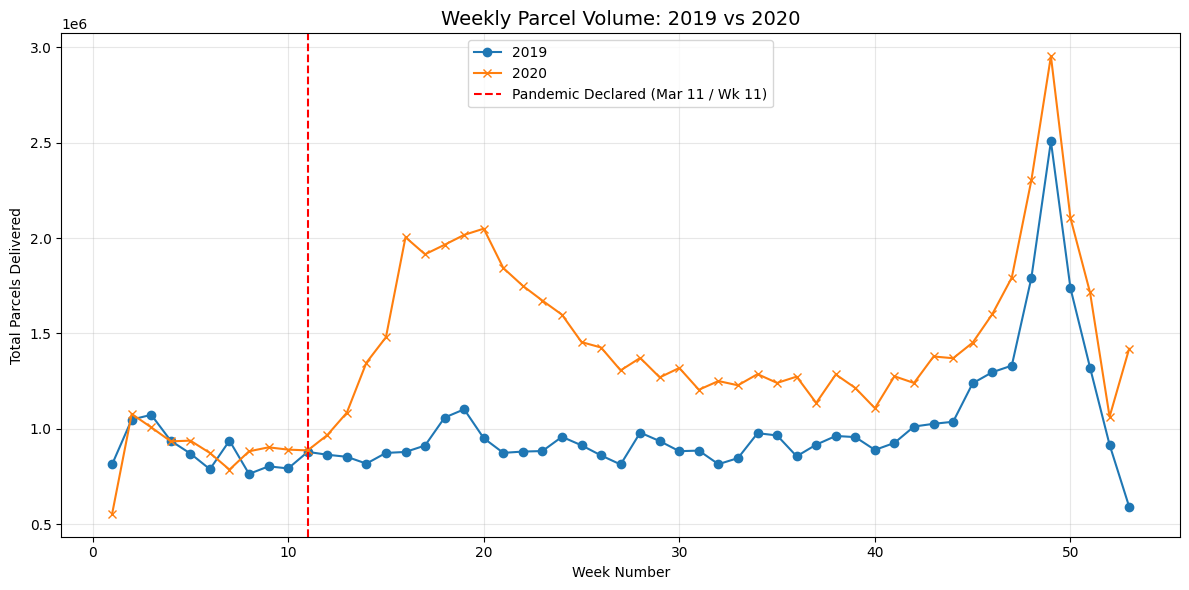 Weekly Parcel Volume: 2019 vs 2020
1e6
2019
2020
Pandemic Declared (Mar 11 / Wk 11)
Total Parcels Delivered
3.0
2.5
2.0
1.5
1.0
0.5
0 10 20 30 40 50
Week Number